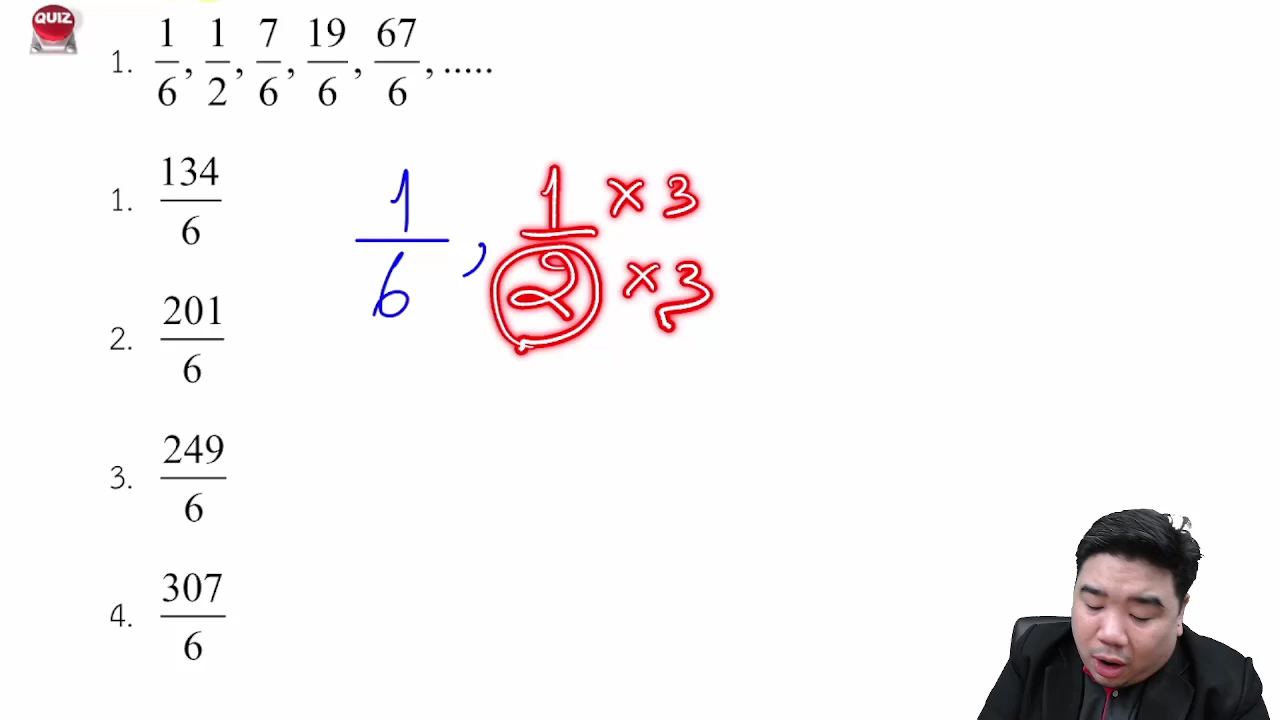 QUIZ
1. 1/6, 1/2, 7/6, 19/6, 67/6, .....
1. 134/6
1/6, 1/2 × 3 × 3
2. 201/6
3. 249/6
4. 307/6